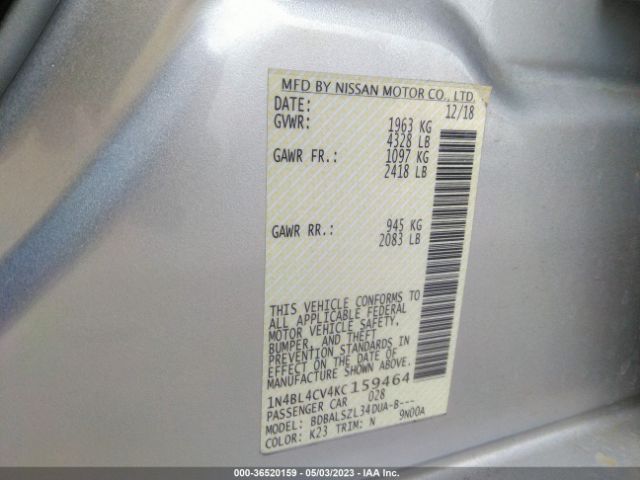 MFD BY NISSAN MOTOR CO., LTD.
DATE: 12/18
GVWR: 1963 KG
4328 LB
GAWR FR.: 1097 KG
2418 LB
GAWR RR.: 945 KG
2083 LB
THIS VEHICLE CONFORMS TO
ALL APPLICABLE FEDERAL
MOTOR VEHICLE SAFETY,
BUMPER, AND THEFT
PREVENTION STANDARDS IN
EFFECT ON THE DATE OF
MANUFACTURE SHOWN ABOVE.
1N4BL4CV4KC159464
PASSENGER CAR 028
MODEL: BDBALSZL34DUA-B---
COLOR: K23 TRIM: N 9N00A
000-36520159 - 05/03/2023 - IAA Inc.